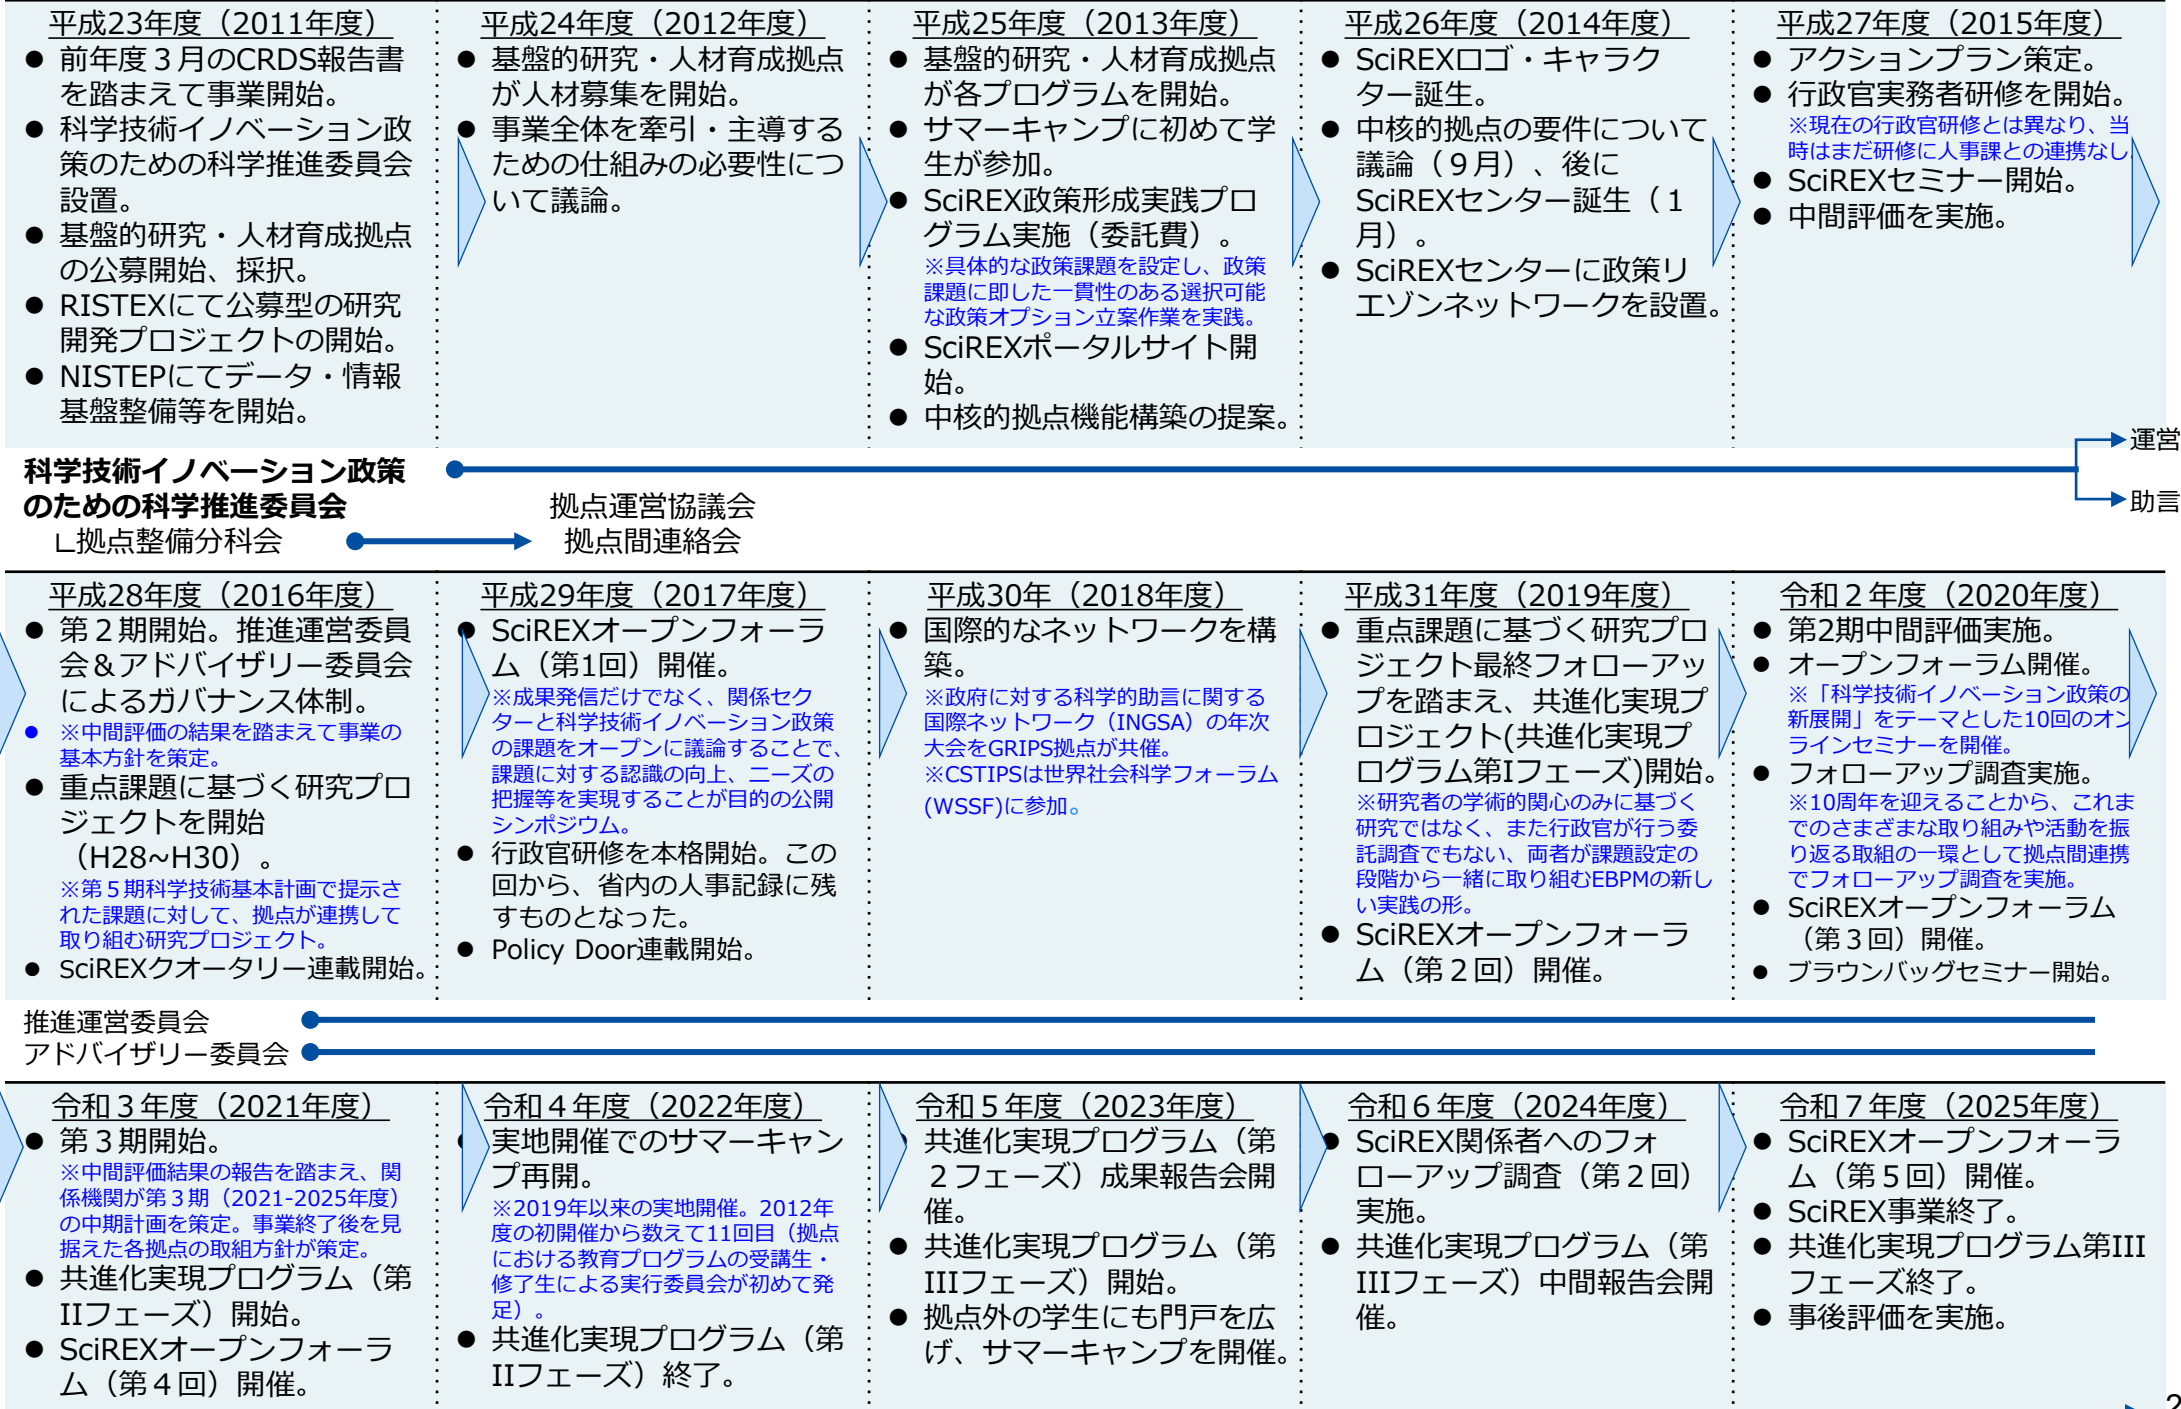 平成23年度（2011年度）
● 前年度３月のCRDS報告書
を踏まえて事業開始。
● 科学技術イノベーション政
策のための科学推進委員会
設置。
● 基盤的研究・人材育成拠点
の公募開始、採択。
● RISTEXにて公募型の研究
開発プロジェクトの開始。
● NISTEPにてデータ・情報
基盤整備等を開始。
平成24年度（2012年度）
● 基盤的研究・人材育成拠点
が人材募集を開始。
● 事業全体を牽引・主導する
ための仕組みの必要性につ
いて議論。
平成25年度（2013年度）
● 基盤的研究・人材育成拠点
が各プログラムを開始。
● サマーキャンプに初めて学
生が参加。
● SciREX政策形成実践プロ
グラム実施（委託費）。
※具体的な政策課題を設定し、政策
課題に即した一貫性のある選択可能
な政策オプション立案作業を実践。
● SciREXポータルサイト開
始。
● 中核的拠点機能構築の提案。
平成26年度（2014年度）
● SciREXロゴ・キャラク
ター誕生。
● 中核的拠点の要件について
議論（９月）、後に
SciREXセンター誕生（１
月）。
● SciREXセンターに政策リ
エゾンネットワークを設置。
平成27年度（2015年度）
● アクションプラン策定。
● 行政官実務者研修を開始。
※現在の行政官研修とは異なり、当
時はまだ研修に人事課との連携なし。
● SciREXセミナー開始。
● 中間評価を実施。
科学技術イノベーション政策
のための科学推進委員会
∟拠点整備分科会
拠点運営協議会
拠点間連絡会
運営
助言
平成28年度（2016年度）
● 第２期開始。推進運営委員
会＆アドバイザリー委員会
によるガバナンス体制。
● ※中間評価の結果を踏まえて事業の
基本方針を策定。
● 重点課題に基づく研究プロ
ジェクトを開始
（H28~H30）。
※第５期科学技術基本計画で提示さ
れた課題に対して、拠点が連携して
取り組む研究プロジェクト。
● SciREXクオータリー連載開始。
平成29年度（2017年度）
● SciREXオープンフォーラ
ム（第1回）開催。
※成果発信だけでなく、関係セク
ターと科学技術イノベーション政策
の課題をオープンに議論することで、
課題に対する認識の向上、ニーズの
把握等を実現することが目的の公開
シンポジウム。
● 行政官研修を本格開始。この
回から、省内の人事記録に残
すものとなった。
● Policy Door連載開始。
平成30年（2018年度）
● 国際的なネットワークを構
築。
※政府に対する科学的助言に関する
国際ネットワーク（INGSA）の年次
大会をGRIPS拠点が共催。
※CSTIPSは世界社会科学フォーラム
(WSSF)に参加。
平成31年度（2019年度）
● 重点課題に基づく研究プロ
ジェクト最終フォローアッ
プを踏まえ、共進化実現プ
ロジェクト(共進化実現プ
ログラム第Iフェーズ)開始。
※研究者の学術的関心のみに基づく
研究ではなく、また行政官が行う委
託調査でもない、両者が課題設定の
段階から一緒に取り組むEBPMの新し
い実践の形。
● SciREXオープンフォーラ
ム（第２回）開催。
令和２年度（2020年度）
● 第2期中間評価実施。
● オープンフォーラム開催。
※「科学技術イノベーション政策の
新展開」をテーマとした10回のオン
ラインセミナーを開催。
● フォローアップ調査実施。
※10周年を迎えることから、これま
でのさまざまな取り組みや活動を振
り返る取組の一環として拠点間連携
でフォローアップ調査を実施。
● SciREXオープンフォーラム
（第３回）開催。
● ブラウンバッグセミナー開始。
推進運営委員会
アドバイザリー委員会
令和３年度（2021年度）
● 第３期開始。
※中間評価結果の報告を踏まえ、関
係機関が第３期（2021-2025年度）
の中期計画を策定。事業終了後を見
据えた各拠点の取組方針が策定。
● 共進化実現プログラム（第
IIフェーズ）開始。
● SciREXオープンフォーラ
ム（第４回）開催。
令和４年度（2022年度）
● 実地開催でのサマーキャン
プ再開。
※2019年以来の実地開催。2012年
度の初開催から数えて11回目（拠点
における教育プログラムの受講生・
修了生による実行委員会が初めて発
足）。
● 共進化実現プログラム（第
IIフェーズ）終了。
令和５年度（2023年度）
● 共進化実現プログラム（第
２フェーズ）成果報告会開
催。
● 共進化実現プログラム（第
IIIフェーズ）開始。
● 拠点外の学生にも門戸を広
げ、サマーキャンプを開催。
令和６年度（2024年度）
● SciREX関係者へのフォ
ローアップ調査（第２回）
実施。
● 共進化実現プログラム（第
IIIフェーズ）中間報告会開
催。
令和７年度（2025年度）
● SciREXオープンフォーラ
ム（第５回）開催。
● SciREX事業終了。
● 共進化実現プログラム第III
フェーズ終了。
● 事後評価を実施。